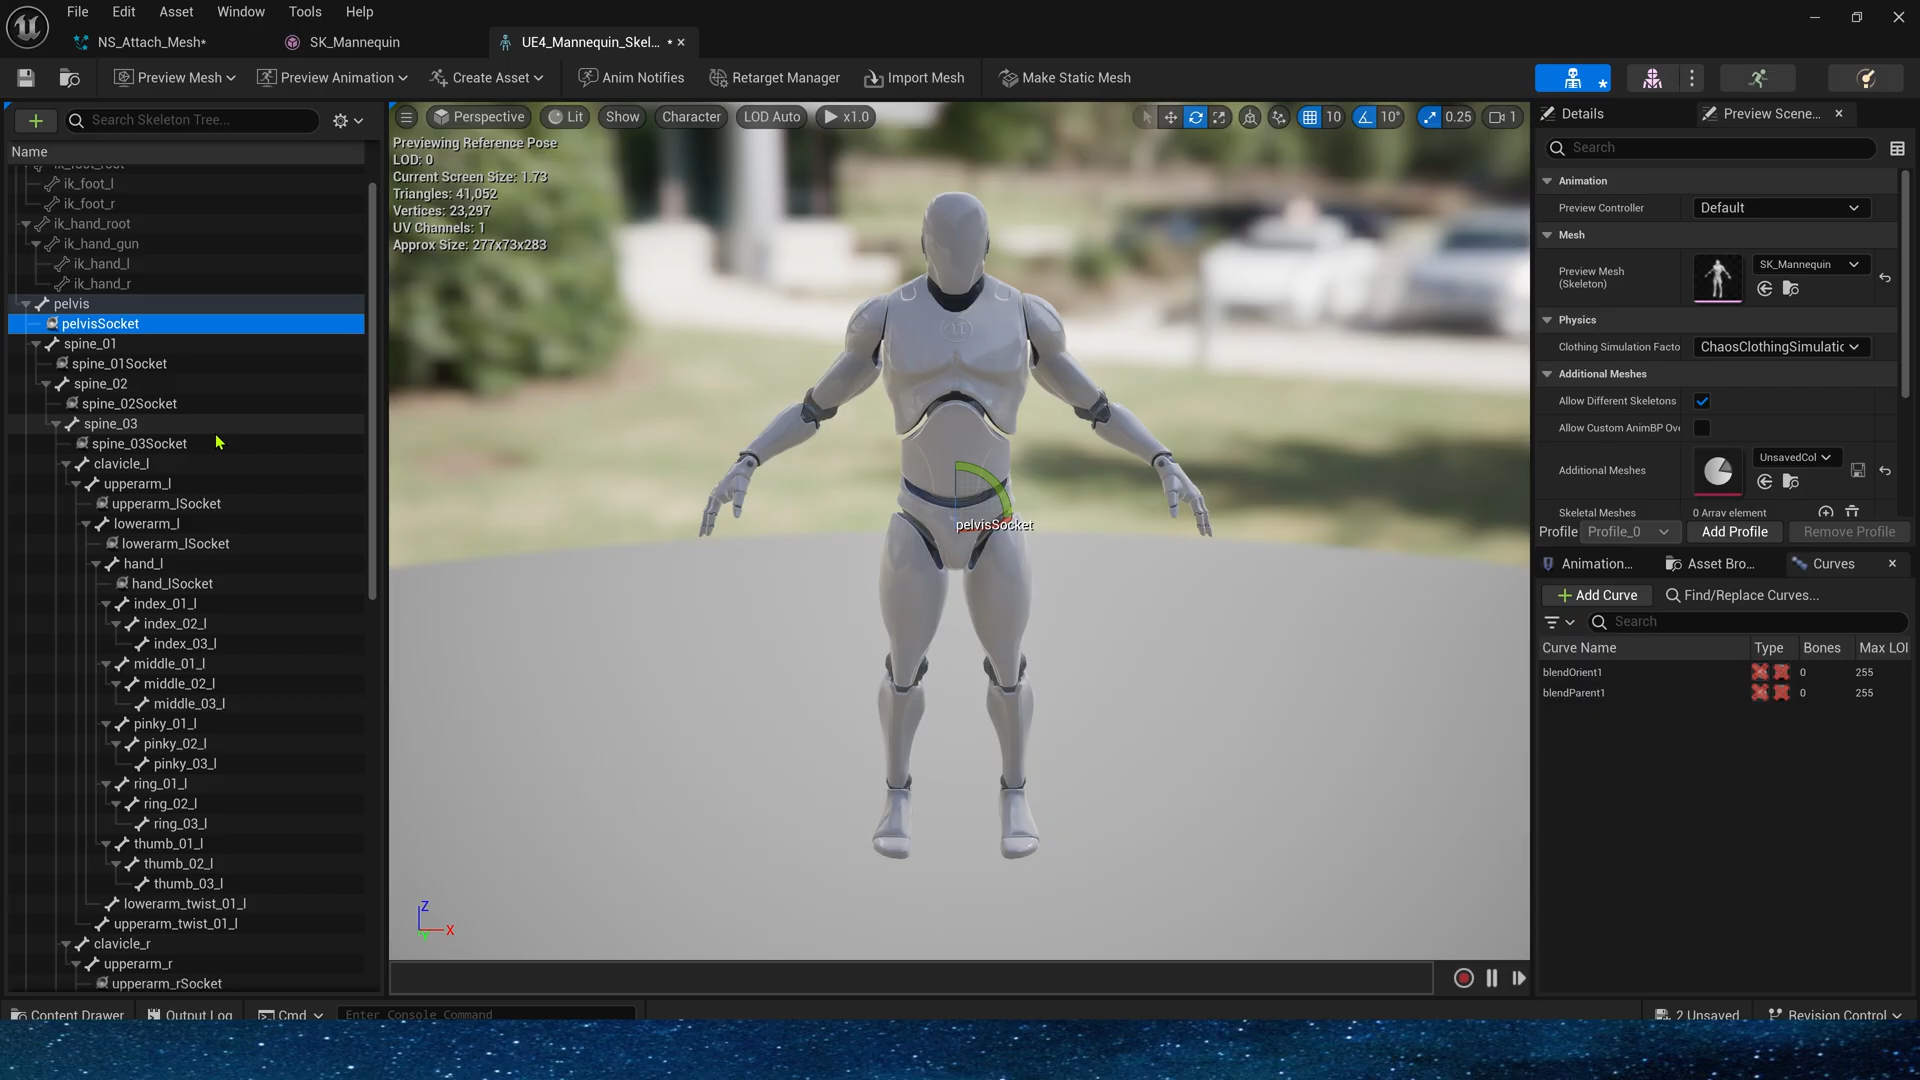 File Edit Asset Window Tools Help
NS_Attach_Mesh* SK_Mannequin UE4_Mannequin_Skel... *
Preview Mesh Preview Animation Create Asset Anim Notifies Retarget Manager Import Mesh Make Static Mesh
Search Skeleton Tree...
Name
ik_foot_root
ik_foot_l
ik_foot_r
ik_hand_root
ik_hand_gun
ik_hand_l
ik_hand_r
pelvis
pelvisSocket
spine_01
spine_01Socket
spine_02
spine_02Socket
spine_03
spine_03Socket
clavicle_l
upperarm_l
upperarm_lSocket
lowerarm_l
lowerarm_lSocket
hand_l
hand_lSocket
index_01_l
index_02_l
index_03_l
middle_01_l
middle_02_l
middle_03_l
pinky_01_l
pinky_02_l
pinky_03_l
ring_01_l
ring_02_l
ring_03_l
thumb_01_l
thumb_02_l
thumb_03_l
lowerarm_twist_01_l
upperarm_twist_01_l
clavicle_r
upperarm_r
upperarm_rSocket
Perspective Lit Show Character LOD Auto x1.0 10 10° 0.25 1
Previewing Reference Pose
LOD: 0
Current Screen Size: 1.73
Triangles: 41,052
Vertices: 23,297
UV Channels: 1
Approx Size: 277x73x283
pelvisSocket
Z
X
Details Preview Scene...
Search
Animation
Preview Controller Default
Mesh
Preview Mesh
(Skeleton)
SK_Mannequin
Physics
Clothing Simulation Facto ChaosClothingSimulatic
Additional Meshes
Allow Different Skeletons
Allow Custom AnimBP Ov
Additional Meshes UnsavedCol
Skeletal Meshes 0 Array element
Profile Profile_0 Add Profile Remove Profile
Animation... Asset Bro... Curves
Add Curve Find/Replace Curves...
Search
Curve Name Type Bones Max LOI
blendOrient1 0 255
blendParent1 0 255
Content Drawer Output Log Cmd Enter Console Command 2 Unsaved Revision Control